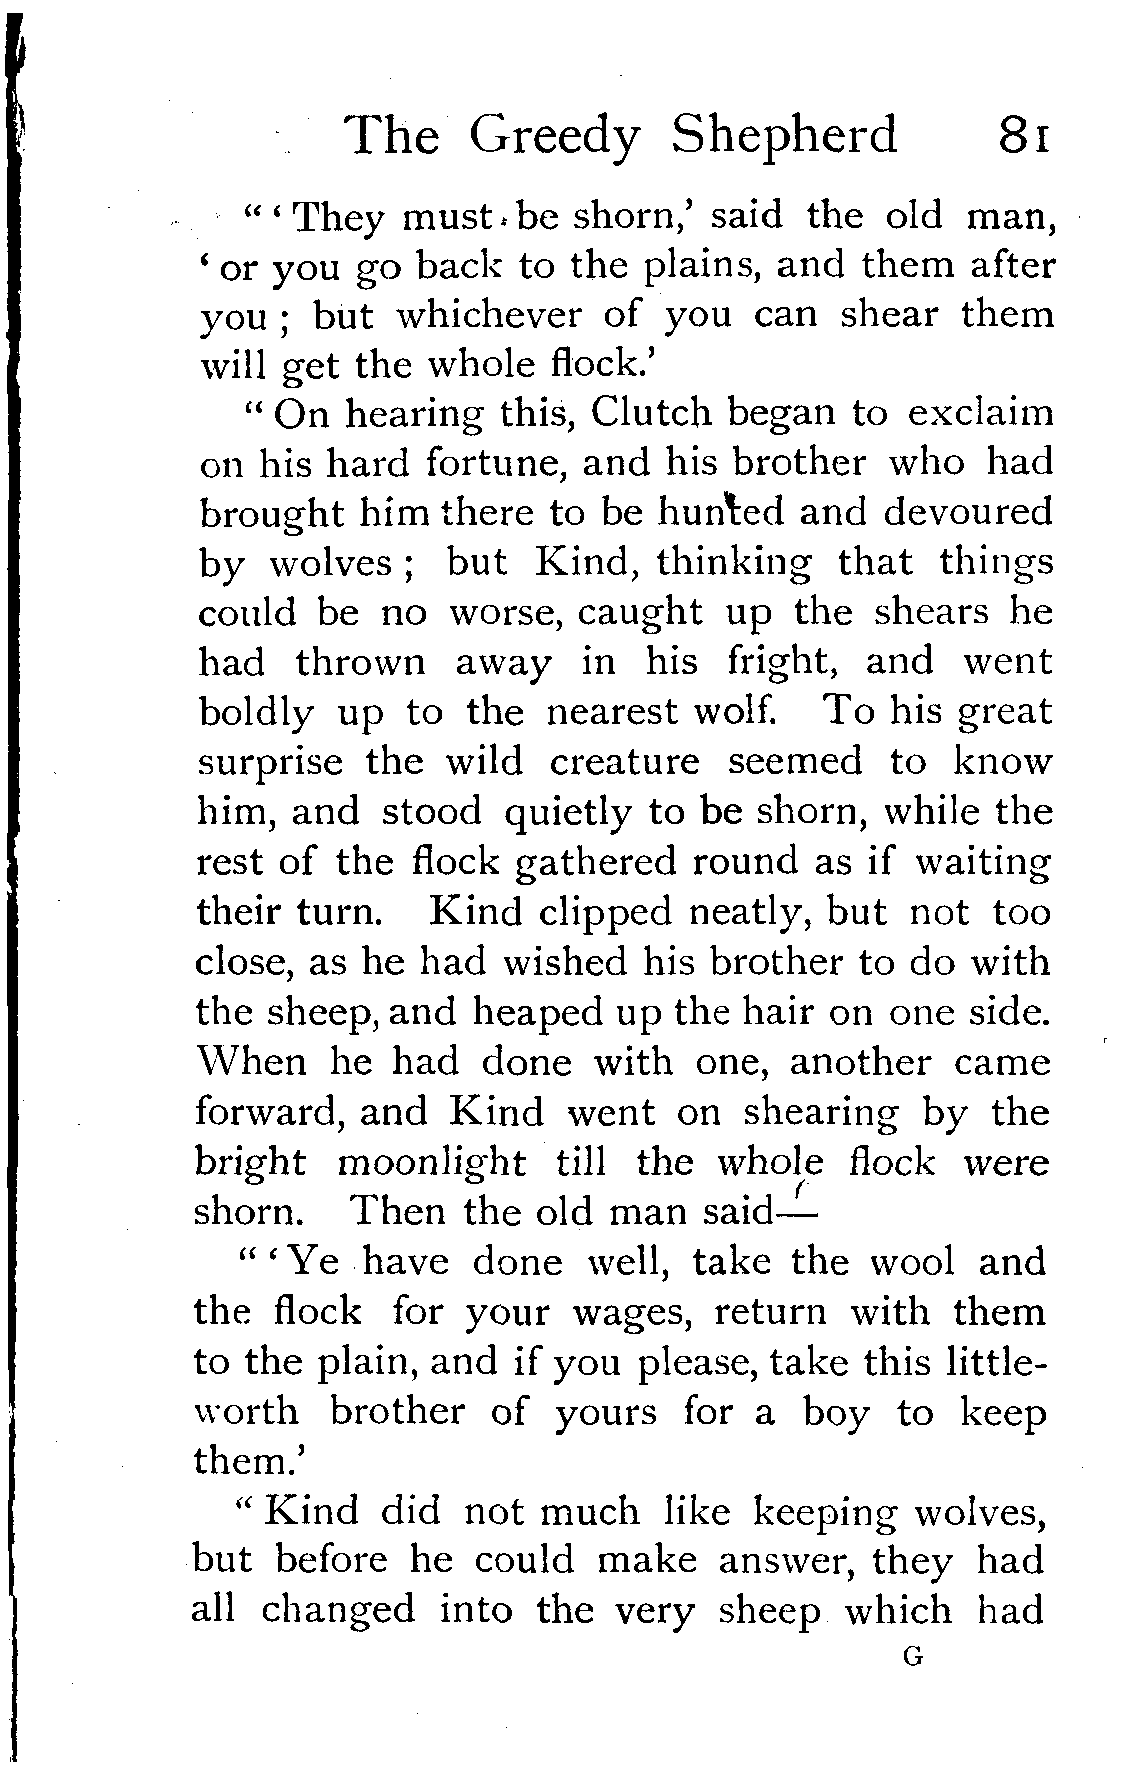 The Greedy Shepherd 81
" ' They must be shorn,' said the old man,
' or you go back to the plains, and them after
you ; but whichever of you can shear them
will get the whole flock.'
" On hearing this, Clutch began to exclaim
on his hard fortune, and his brother who had
brought him there to be hunted and devoured
by wolves ; but Kind, thinking that things
could be no worse, caught up the shears he
had thrown away in his fright, and went
boldly up to the nearest wolf. To his great
surprise the wild creature seemed to know
him, and stood quietly to be shorn, while the
rest of the flock gathered round as if waiting
their turn. Kind clipped neatly, but not too
close, as he had wished his brother to do with
the sheep, and heaped up the hair on one side.
When he had done with one, another came
forward, and Kind went on shearing by the
bright moonlight till the whole flock were
shorn. Then the old man said—
" ' Ye have done well, take the wool and
the flock for your wages, return with them
to the plain, and if you please, take this little-
worth brother of yours for a boy to keep
them.'
" Kind did not much like keeping wolves,
but before he could make answer, they had
all changed into the very sheep which had
G